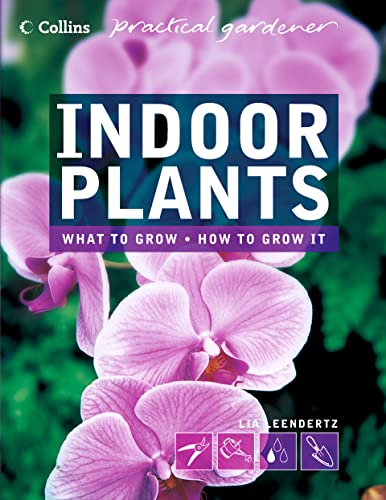 Collins practical gardener
INDOOR
PLANTS
WHAT TO GROW • HOW TO GROW IT
LIA LEENDERTZ